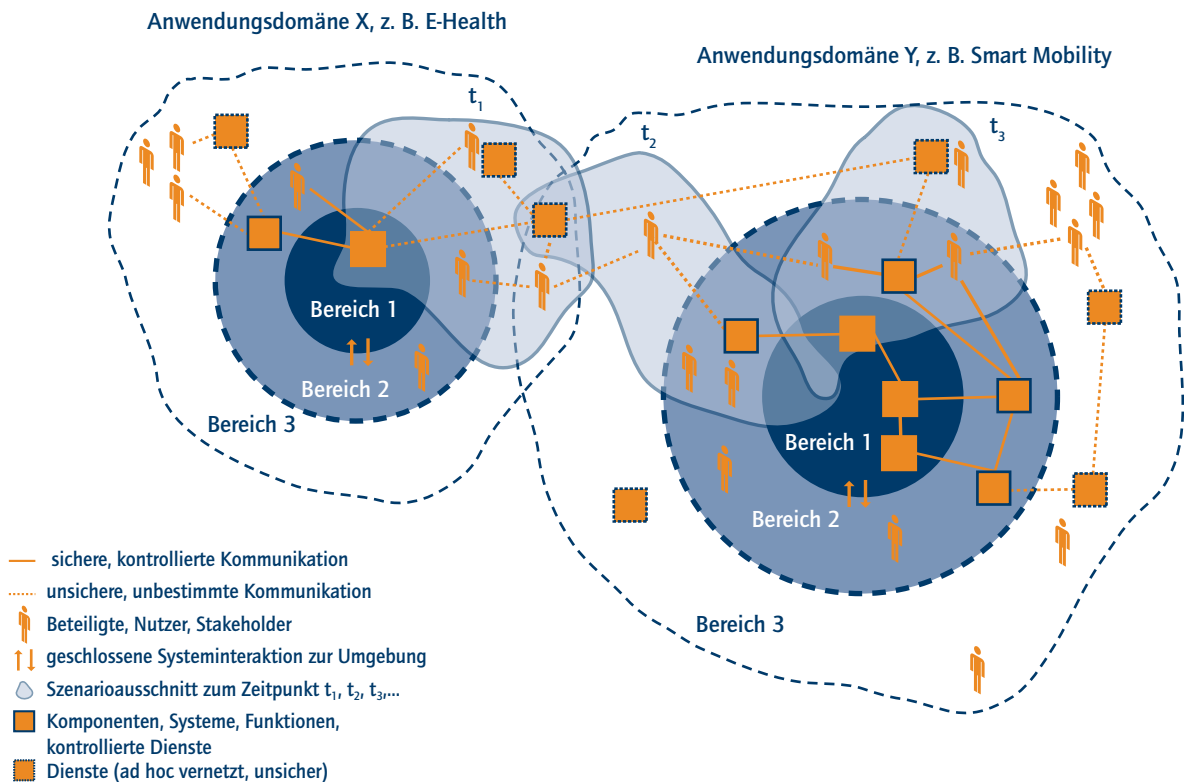 Anwendungsdomäne X, z. B. E-Health
Anwendungsdomäne Y, z. B. Smart Mobility
t1
t2
t3
Bereich 1
Bereich 2
Bereich 3
Bereich 1
Bereich 2
Bereich 3
sichere, kontrollierte Kommunikation
unsichere, unbestimmte Kommunikation
Beteiligte, Nutzer, Stakeholder
geschlossene Systeminteraktion zur Umgebung
Szenarioausschnitt zum Zeitpunkt t1, t2, t3,...
Komponenten, Systeme, Funktionen,
kontrollierte Dienste
Dienste (ad hoc vernetzt, unsicher)